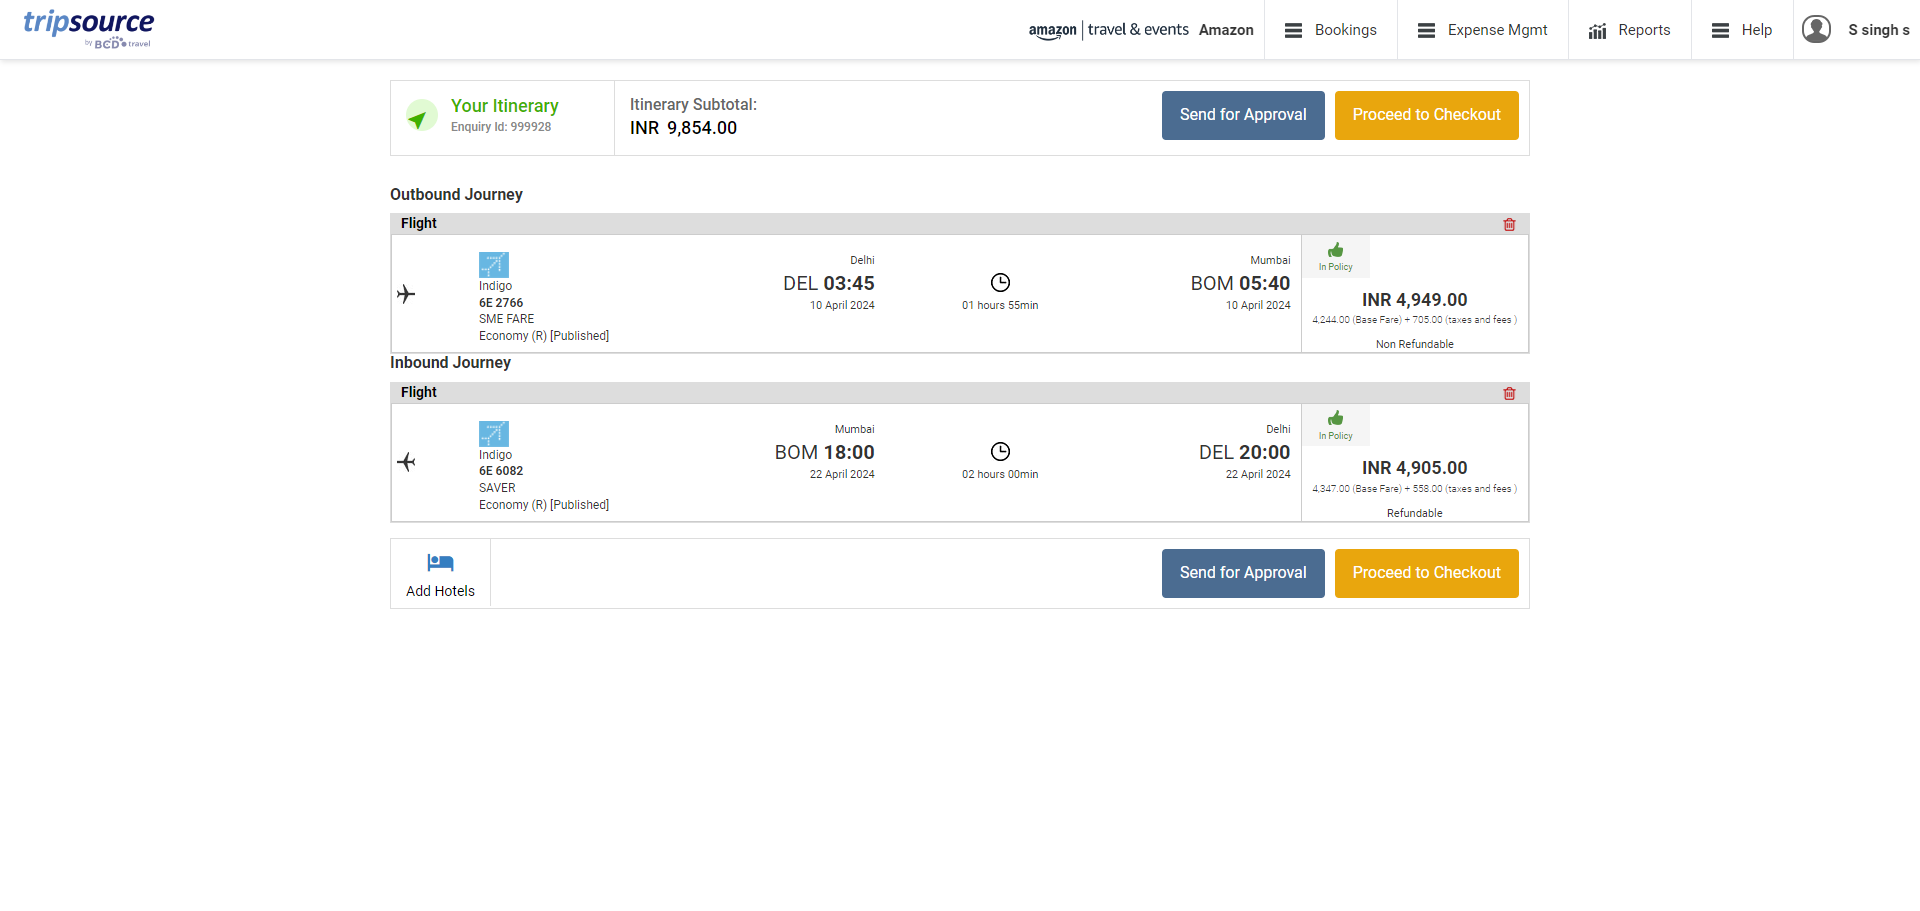 tripsource
by BCD travel
amazon | travel & events Amazon
Bookings
Expense Mgmt
Reports
Help
S singh s
Your Itinerary
Enquiry Id: 999928
Itinerary Subtotal:
INR 9,854.00
Send for Approval
Proceed to Checkout
Outbound Journey
Flight
Indigo
6E 2766
SME FARE
Economy (R) [Published]
Delhi
DEL 03:45
10 April 2024
01 hours 55min
Mumbai
BOM 05:40
10 April 2024
In Policy
INR 4,949.00
4,244.00 (Base Fare) + 705.00 (taxes and fees )
Non Refundable
Inbound Journey
Flight
Indigo
6E 6082
SAVER
Economy (R) [Published]
Mumbai
BOM 18:00
22 April 2024
02 hours 00min
Delhi
DEL 20:00
22 April 2024
In Policy
INR 4,905.00
4,347.00 (Base Fare) + 558.00 (taxes and fees )
Refundable
Add Hotels
Send for Approval
Proceed to Checkout